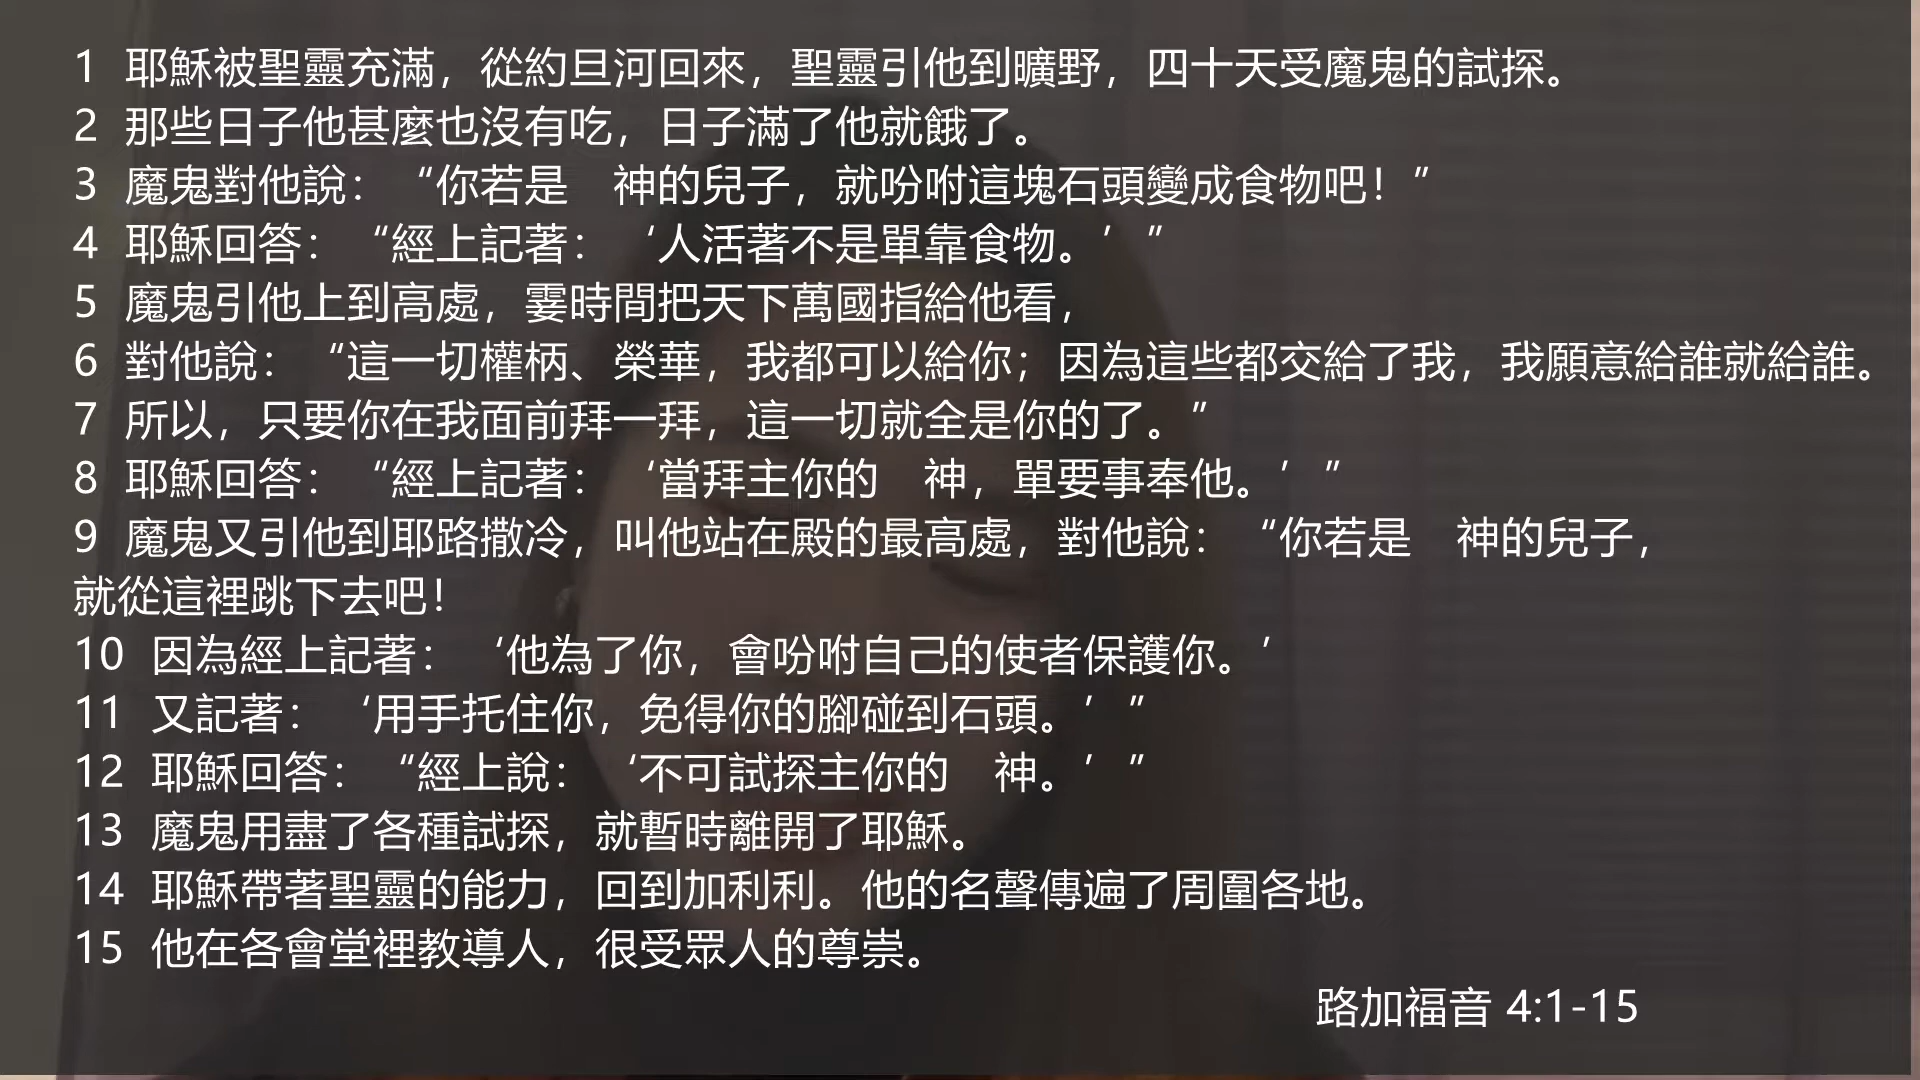 1 耶穌被聖靈充滿，從約旦河回來，聖靈引他到曠野，四十天受魔鬼的試探。
2 那些日子他甚麼也沒有吃，日子滿了他就餓了。
3 魔鬼對他說：“你若是　神的兒子，就吩咐這塊石頭變成食物吧！”
4 耶穌回答：“經上記著：‘人活著不是單靠食物。’”
5 魔鬼引他上到高處，霎時間把天下萬國指給他看，
6 對他說：“這一切權柄、榮華，我都可以給你；因為這些都交給了我，我願意給誰就給誰。
7 所以，只要你在我面前拜一拜，這一切就全是你的了。”
8 耶穌回答：“經上記著：‘當拜主你的　神，單要事奉他。’”
9 魔鬼又引他到耶路撒冷，叫他站在殿的最高處，對他說：“你若是　神的兒子，
就從這裡跳下去吧！
10 因為經上記著：‘他為了你，會吩咐自己的使者保護你。’
11 又記著：‘用手托住你，免得你的腳碰到石頭。’”
12 耶穌回答：“經上說：‘不可試探主你的　神。’”
13 魔鬼用盡了各種試探，就暫時離開了耶穌。
14 耶穌帶著聖靈的能力，回到加利利。他的名聲傳遍了周圍各地。
15 他在各會堂裡教導人，很受眾人的尊崇。
路加福音 4:1-15